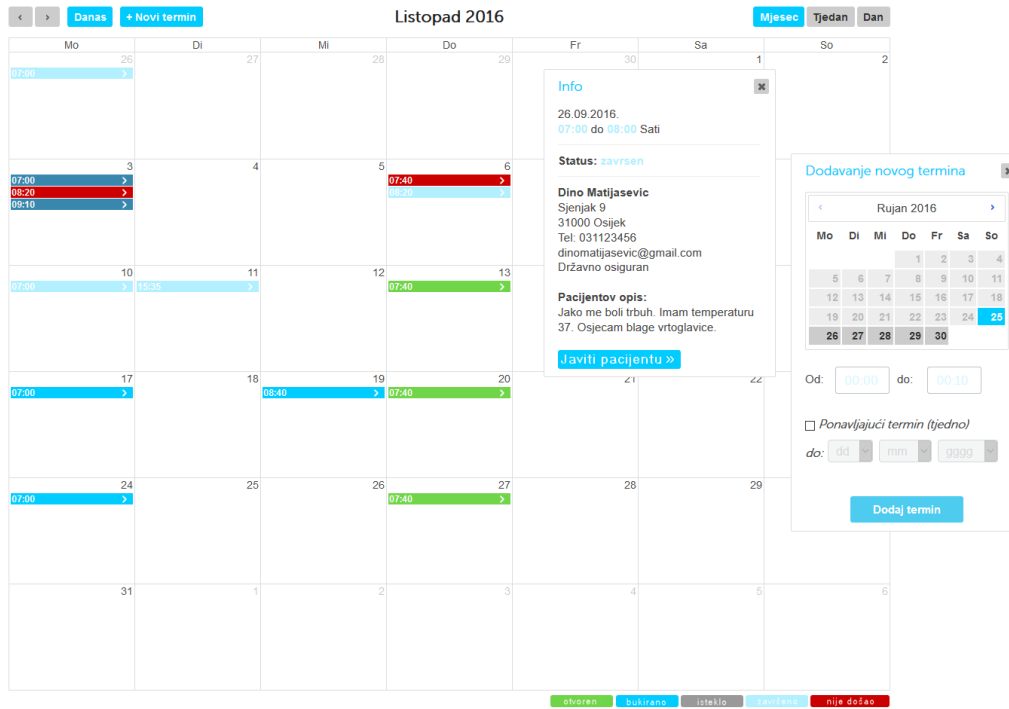 ‹ › Danas + Novi termin Listopad 2016 Mjesec Tjedan Dan
Mo Di Mi Do Fr Sa So
26 27 28 29 30 1 2
07:00
3 4 5 6
07:00 07:40
08:20 08:20
09:10
10 11 12 13
07:00 15:35 07:40
17 18 19 20 21 22
07:00 08:40 07:40
24 25 26 27 28 29
07:00 07:40
31 1 2 3 4 5 6
Info
26.09.2016.
07:00 do 08:00 Sati
Status: zavrsen
Dino Matijasevic
Sjenjak 9
31000 Osijek
Tel: 031123456
dinomatijasevic@gmail.com
Državno osiguran
Pacijentov opis:
Jako me boli trbuh. Imam temperaturu
37. Osjecam blage vrtoglavice.
Javiti pacijentu »
Dodavanje novog termina
‹ Rujan 2016 ›
Mo Di Mi Do Fr Sa So
1 2 3 4
5 6 7 8 9 10 11
12 13 14 15 16 17 18
19 20 21 22 23 24 25
26 27 28 29 30
Od: 00:00 do: 00:10
Ponavljajući termin (tjedno)
do: dd mm gggg
Dodaj termin
otvoren bukirano isteklo završeno nije došao